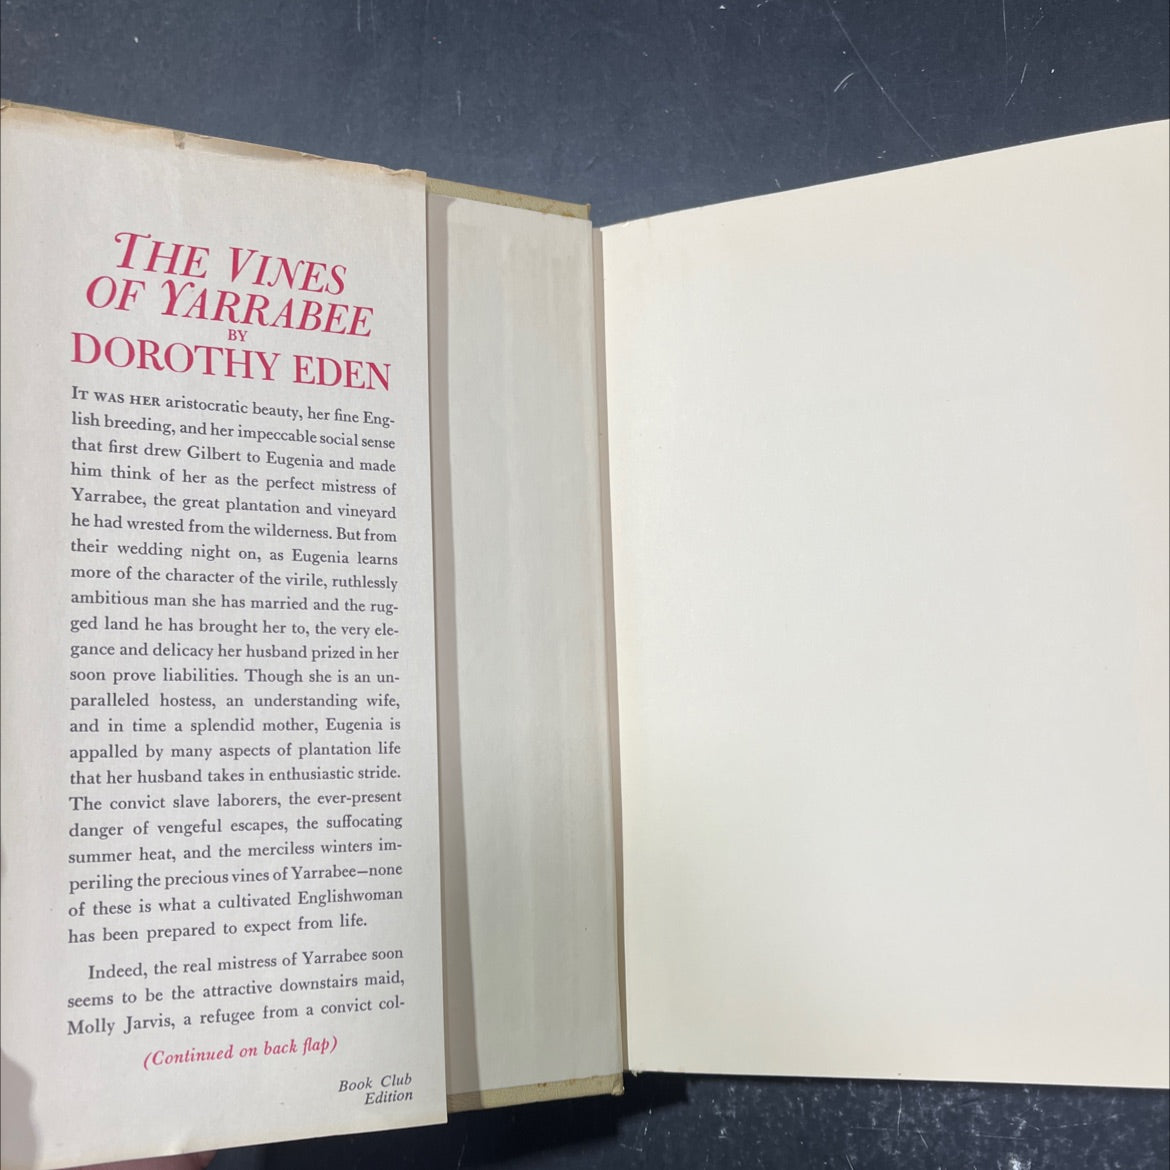 THE VINES
OF YARRABEE
BY
DOROTHY EDEN
IT WAS HER aristocratic beauty, her fine Eng-
lish breeding, and her impeccable social sense
that first drew Gilbert to Eugenia and made
him think of her as the perfect mistress of
Yarrabee, the great plantation and vineyard
he had wrested from the wilderness. But from
their wedding night on, as Eugenia learns
more of the character of the virile, ruthlessly
ambitious man she has married and the rug-
ged land he has brought her to, the very ele-
gance and delicacy her husband prized in her
soon prove liabilities. Though she is an un-
paralleled hostess, an understanding wife,
and in time a splendid mother, Eugenia is
appalled by many aspects of plantation life
that her husband takes in enthusiastic stride.
The convict slave laborers, the ever-present
danger of vengeful escapes, the suffocating
summer heat, and the merciless winters im-
periling the precious vines of Yarrabee—none
of these is what a cultivated Englishwoman
has been prepared to expect from life.
Indeed, the real mistress of Yarrabee soon
seems to be the attractive downstairs maid,
Molly Jarvis, a refugee from a convict col-
(Continued on back flap)
Book Club
Edition